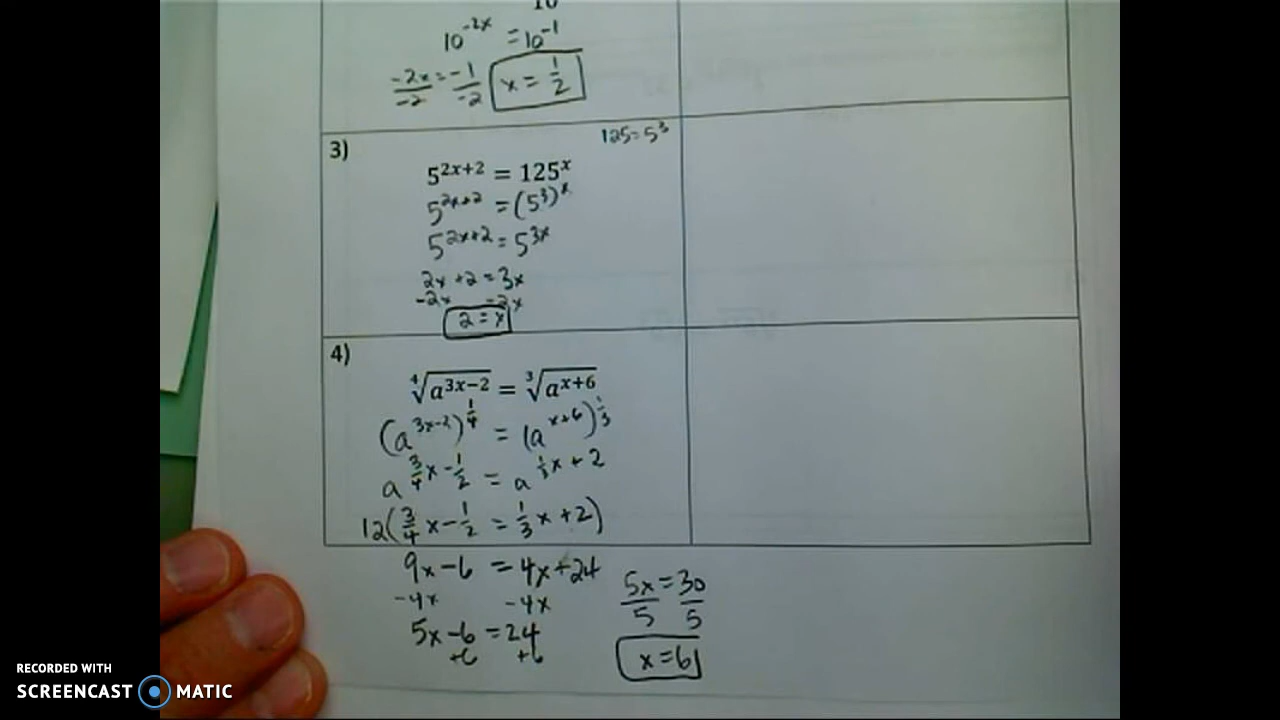 10
10^{-2x} = 10^{-1}
-2x = -1
-2 -2
x = 1/2
3)
125 = 5^3
5^{2x+2} = 125^x
5^{2x+2} = (5^3)^x
5^{2x+2} = 5^{3x}
2x + 2 = 3x
-2x -2x
2 = x
4)
⁴√(a^{3x-2}) = ³√(a^{x+6})
(a^{3x-2})^{1/4} = (a^{x+6})^{1/3}
a^{3/4 x - 1/2} = a^{1/3 x + 2}
12(3/4 x - 1/2 = 1/3 x + 2)
9x - 6 = 4x + 24
-4x -4x
5x - 6 = 24
+6 +6
5x = 30
5 5
x = 6
RECORDED WITH
SCREENCAST MATIC